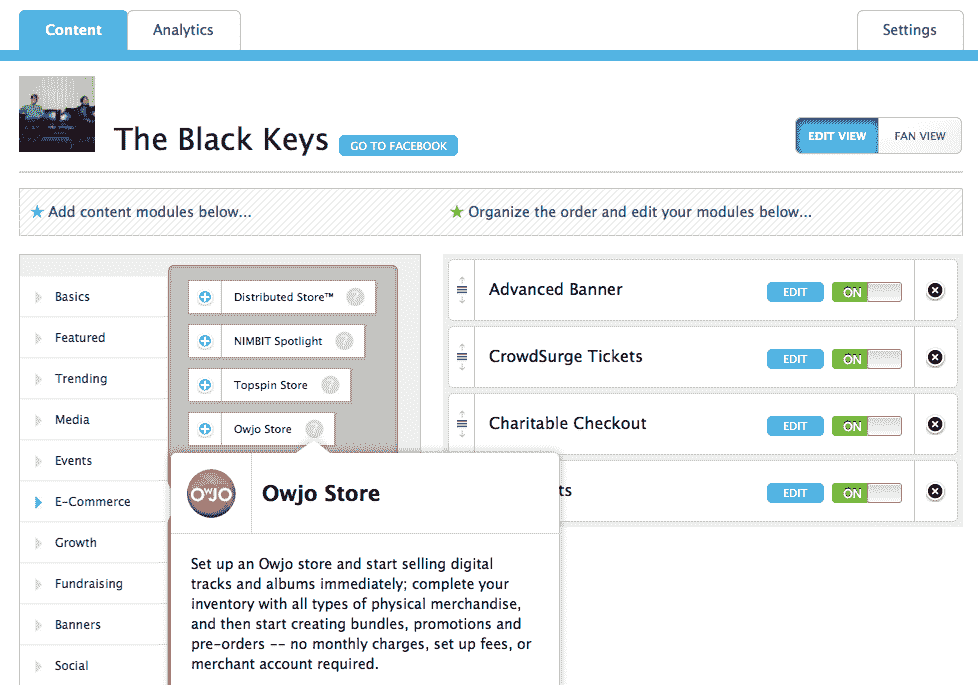 Content
Analytics
Settings
The Black Keys
GO TO FACEBOOK
EDIT VIEW
FAN VIEW
Add content modules below...
Organize the order and edit your modules below...
Basics
Featured
Trending
Media
Events
E-Commerce
Growth
Fundraising
Banners
Social
Distributed Store™ ?
NIMBIT Spotlight ?
Topspin Store ?
Owjo Store ?
OWJO
Owjo Store
Set up an Owjo store and start selling digital
tracks and albums immediately; complete your
inventory with all types of physical merchandise,
and then start creating bundles, promotions and
pre-orders -- no monthly charges, set up fees, or
merchant account required.
Advanced Banner
EDIT
ON
CrowdSurge Tickets
EDIT
ON
Charitable Checkout
EDIT
ON
ts
EDIT
ON